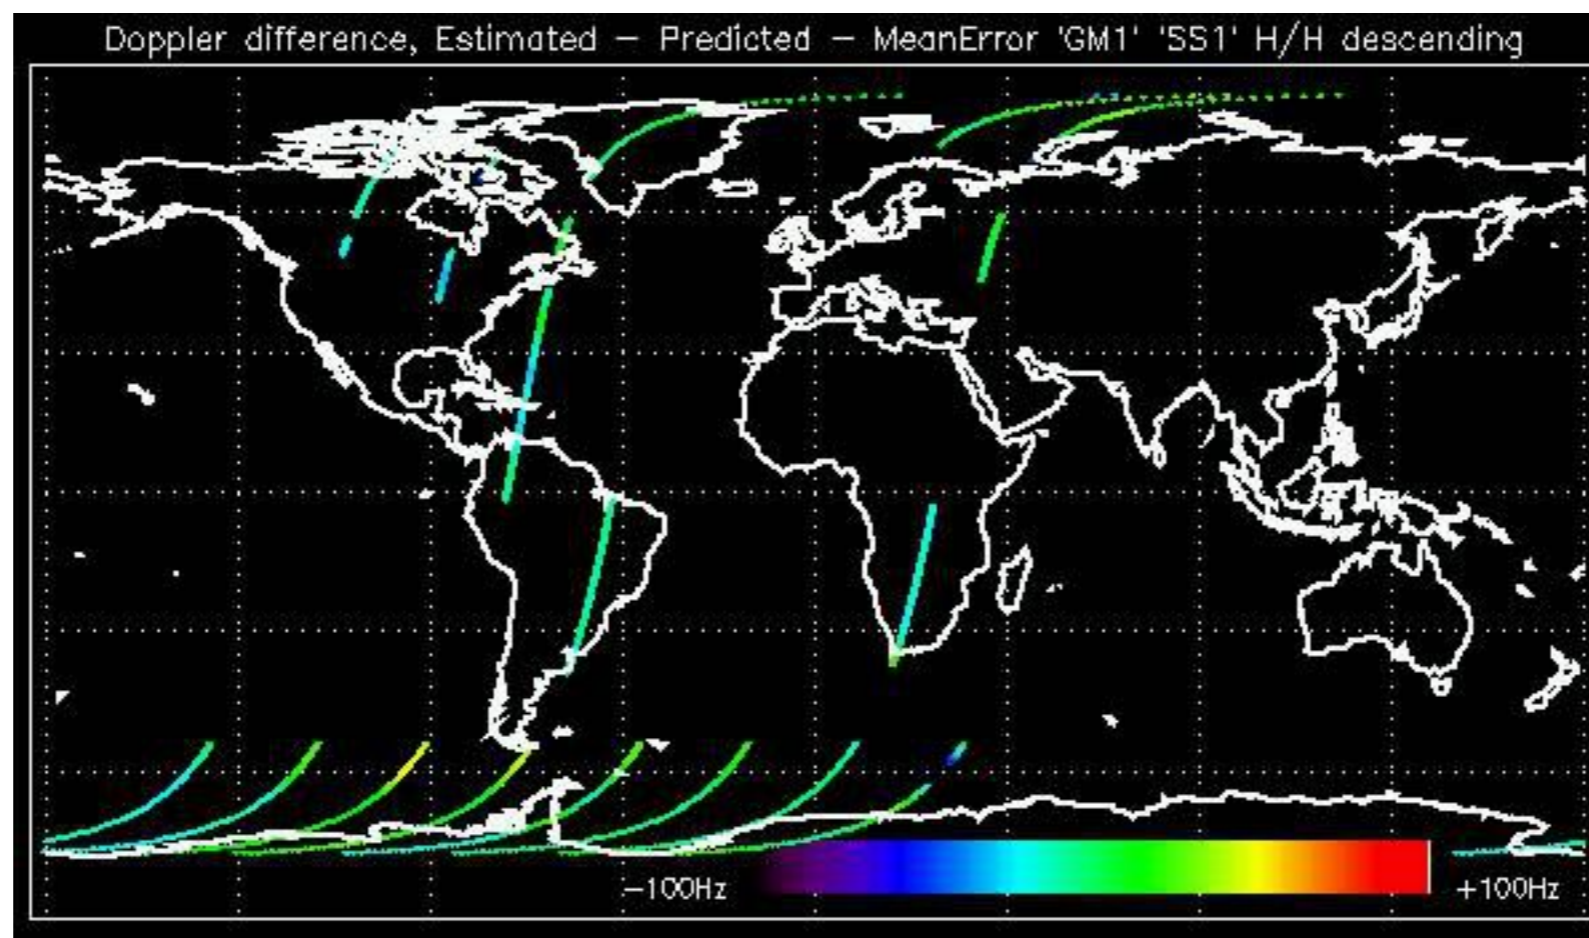 Doppler difference, Estimated – Predicted – MeanError 'GM1' 'SS1' H/H descending
–100Hz
+100Hz